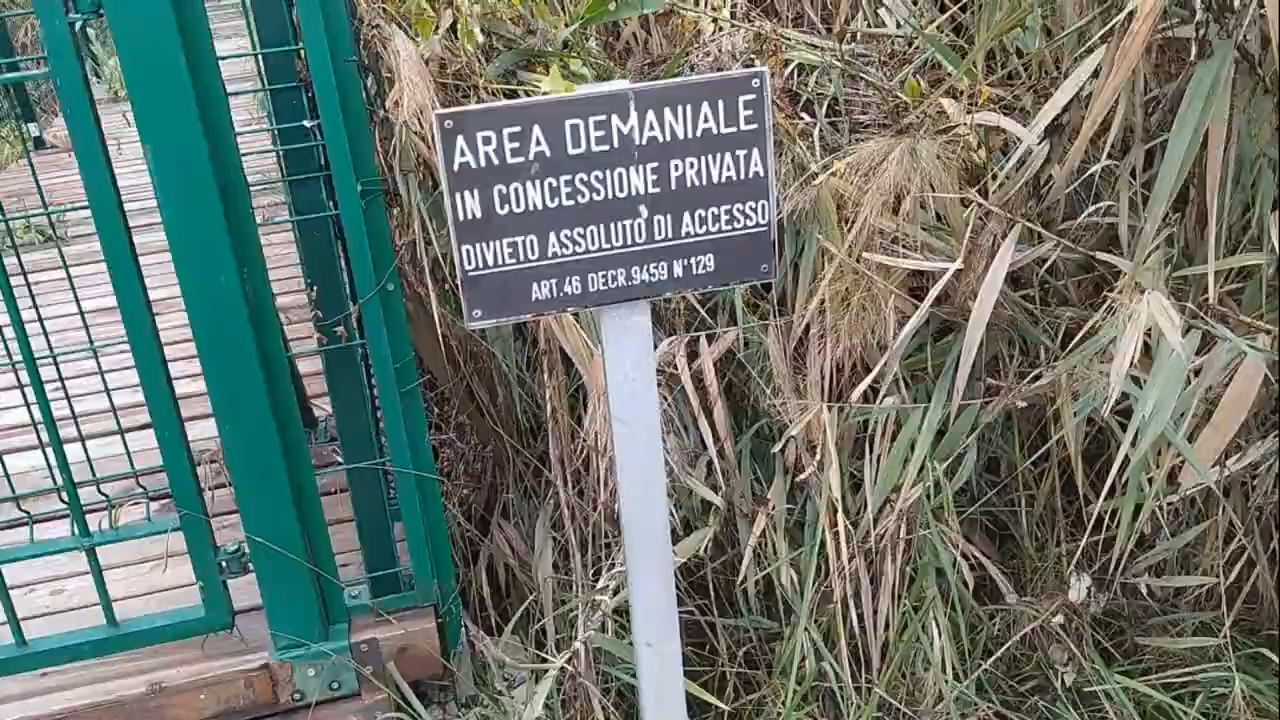 AREA DEMANIALE
IN CONCESSIONE PRIVATA
DIVIETO ASSOLUTO DI ACCESSO
ART.46 DECR.9459 N°129